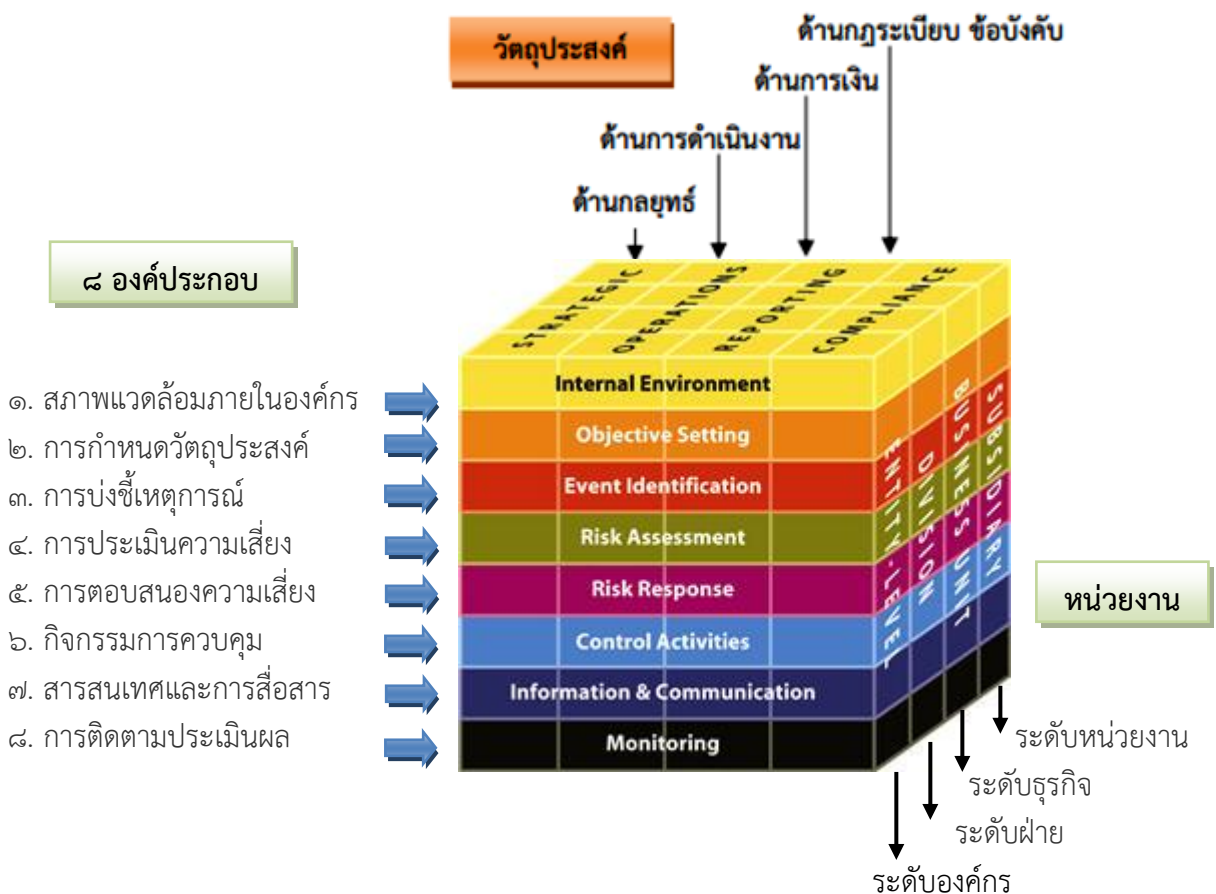 วัตถุประสงค์
ด้านกฎระเบียบ ข้อบังคับ
ด้านการเงิน
ด้านการดำเนินงาน
ด้านกลยุทธ์
๘ องค์ประกอบ
STRATEGIC
OPERATIONS
REPORTING
COMPLIANCE
๑. สภาพแวดล้อมภายในองค์กร
๒. การกำหนดวัตถุประสงค์
๓. การบ่งชี้เหตุการณ์
๔. การประเมินความเสี่ยง
๕. การตอบสนองความเสี่ยง
๖. กิจกรรมการควบคุม
๗. สารสนเทศและการสื่อสาร
๘. การติดตามประเมินผล
Internal Environment
Objective Setting
Event Identification
Risk Assessment
Risk Response
Control Activities
Information & Communication
Monitoring
ENTITY-LEVEL
DIVISION
BUSINESS UNIT
SUBSIDIARY
หน่วยงาน
ระดับหน่วยงาน
ระดับธุรกิจ
ระดับฝ่าย
ระดับองค์กร